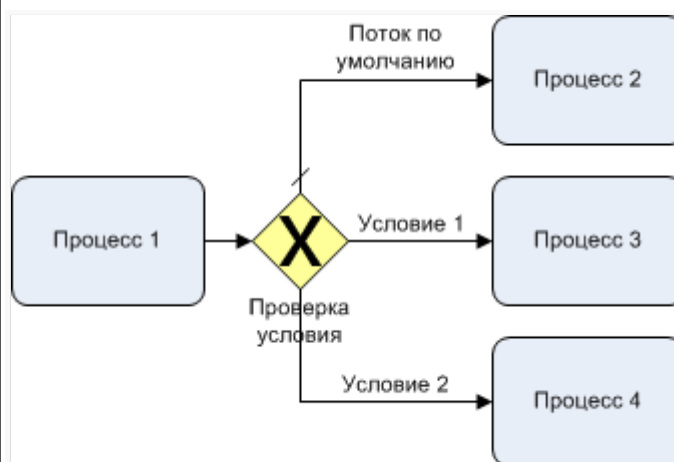 Поток по
умолчанию
Процесс 2
Процесс 1
X
Условие 1
Процесс 3
Проверка
условия
Условие 2
Процесс 4